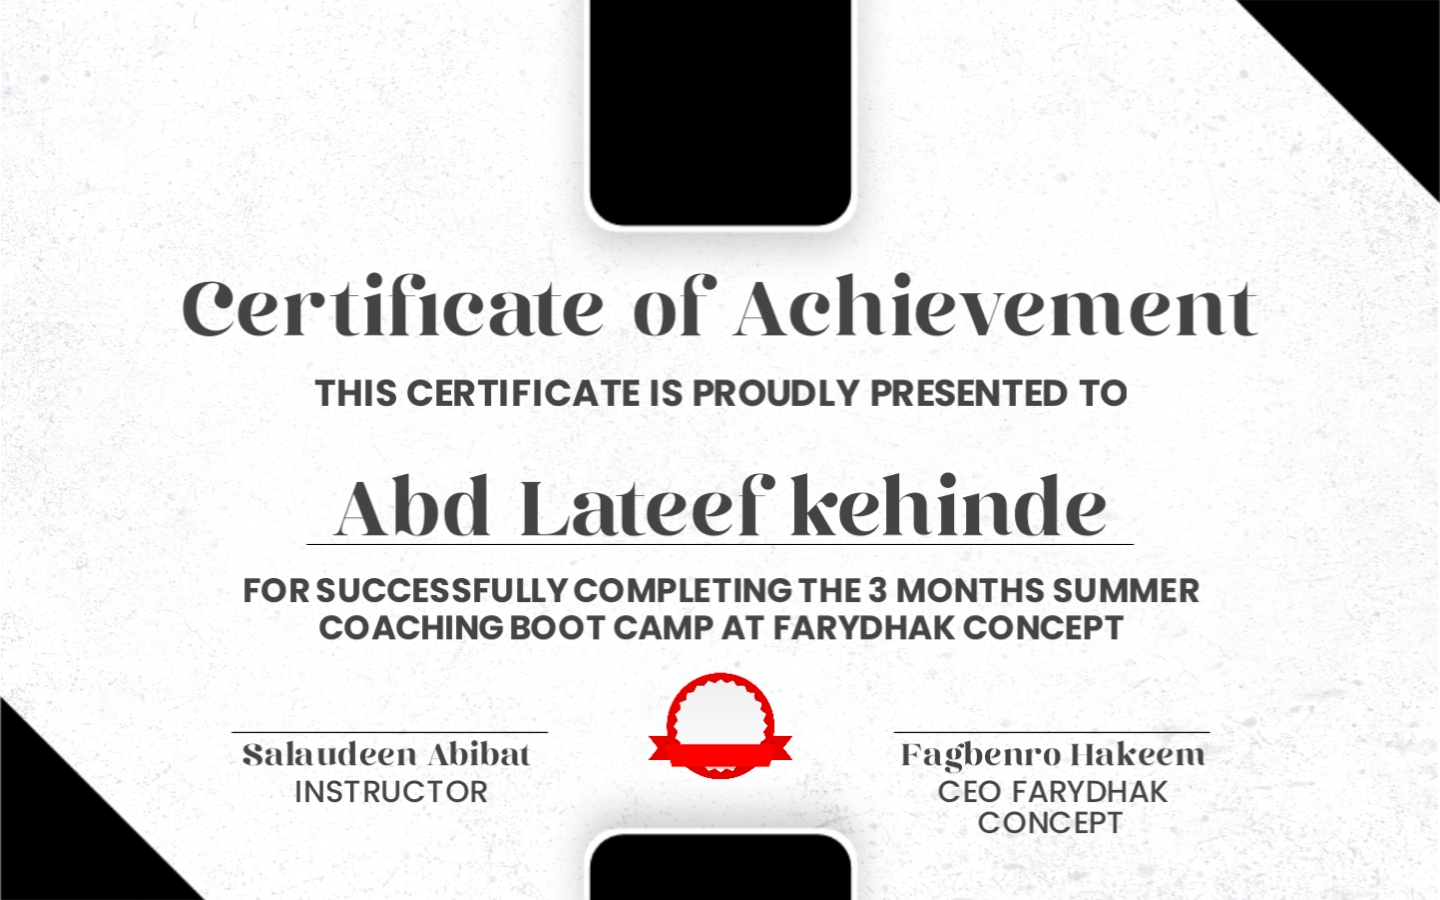 Certificate of Achievement
THIS CERTIFICATE IS PROUDLY PRESENTED TO
Abd Lateef kehinde
FOR SUCCESSFULLY COMPLETING THE 3 MONTHS SUMMER
COACHING BOOT CAMP AT FARYDHAK CONCEPT
Salaudeen Abibat
INSTRUCTOR
Fagbenro Hakeem
CEO FARYDHAK
CONCEPT